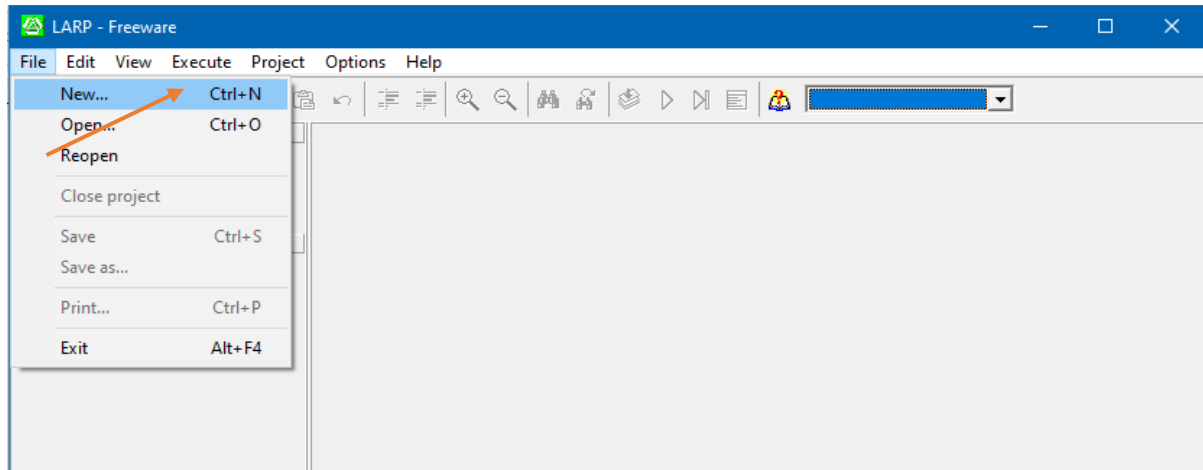 LARP - Freeware
File Edit View Execute Project Options Help
New... Ctrl+N
Open... Ctrl+O
Reopen
Close project
Save Ctrl+S
Save as...
Print... Ctrl+P
Exit Alt+F4